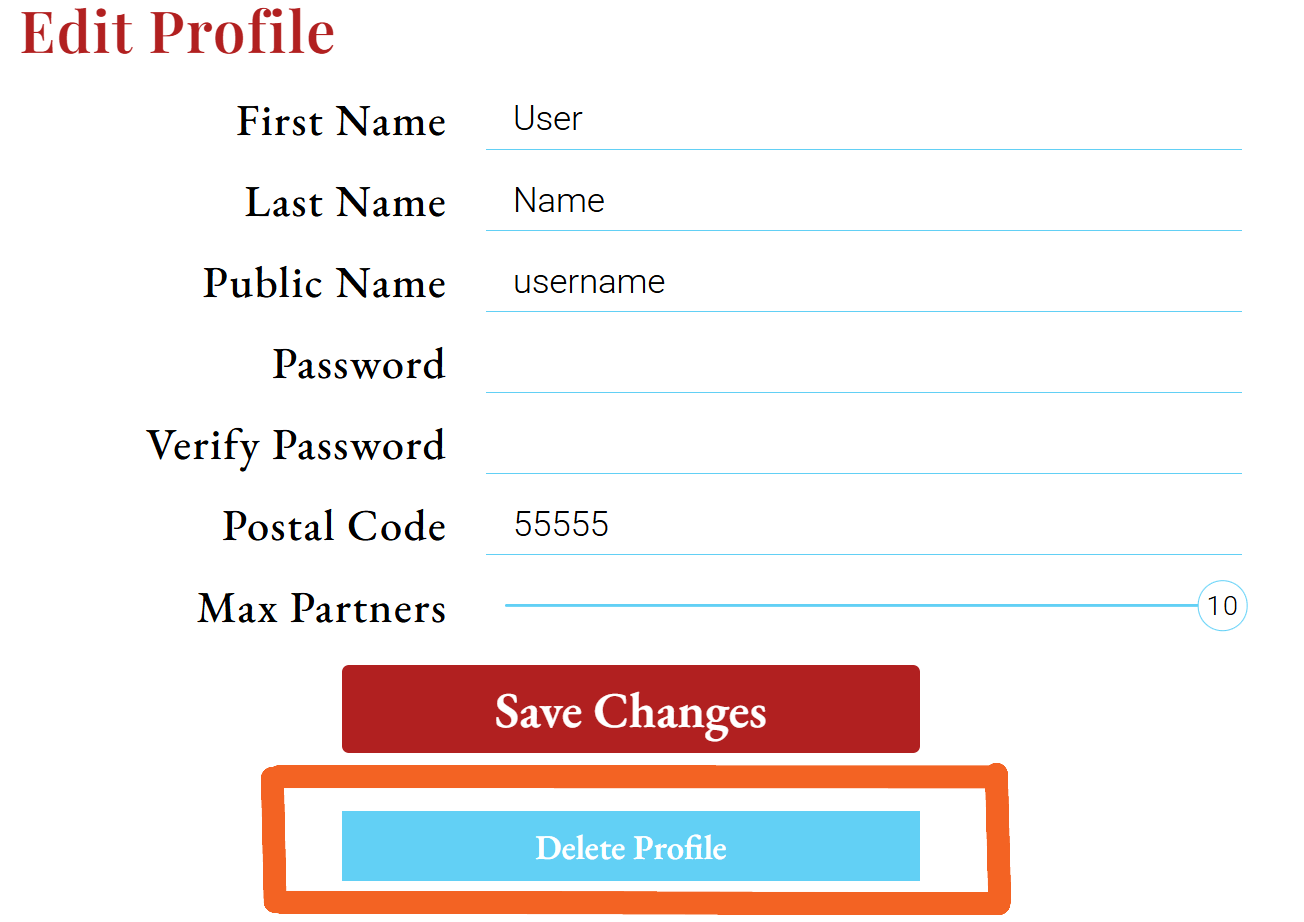 Edit Profile
First Name User
Last Name Name
Public Name username
Password
Verify Password
Postal Code 55555
Max Partners 10
Save Changes
Delete Profile